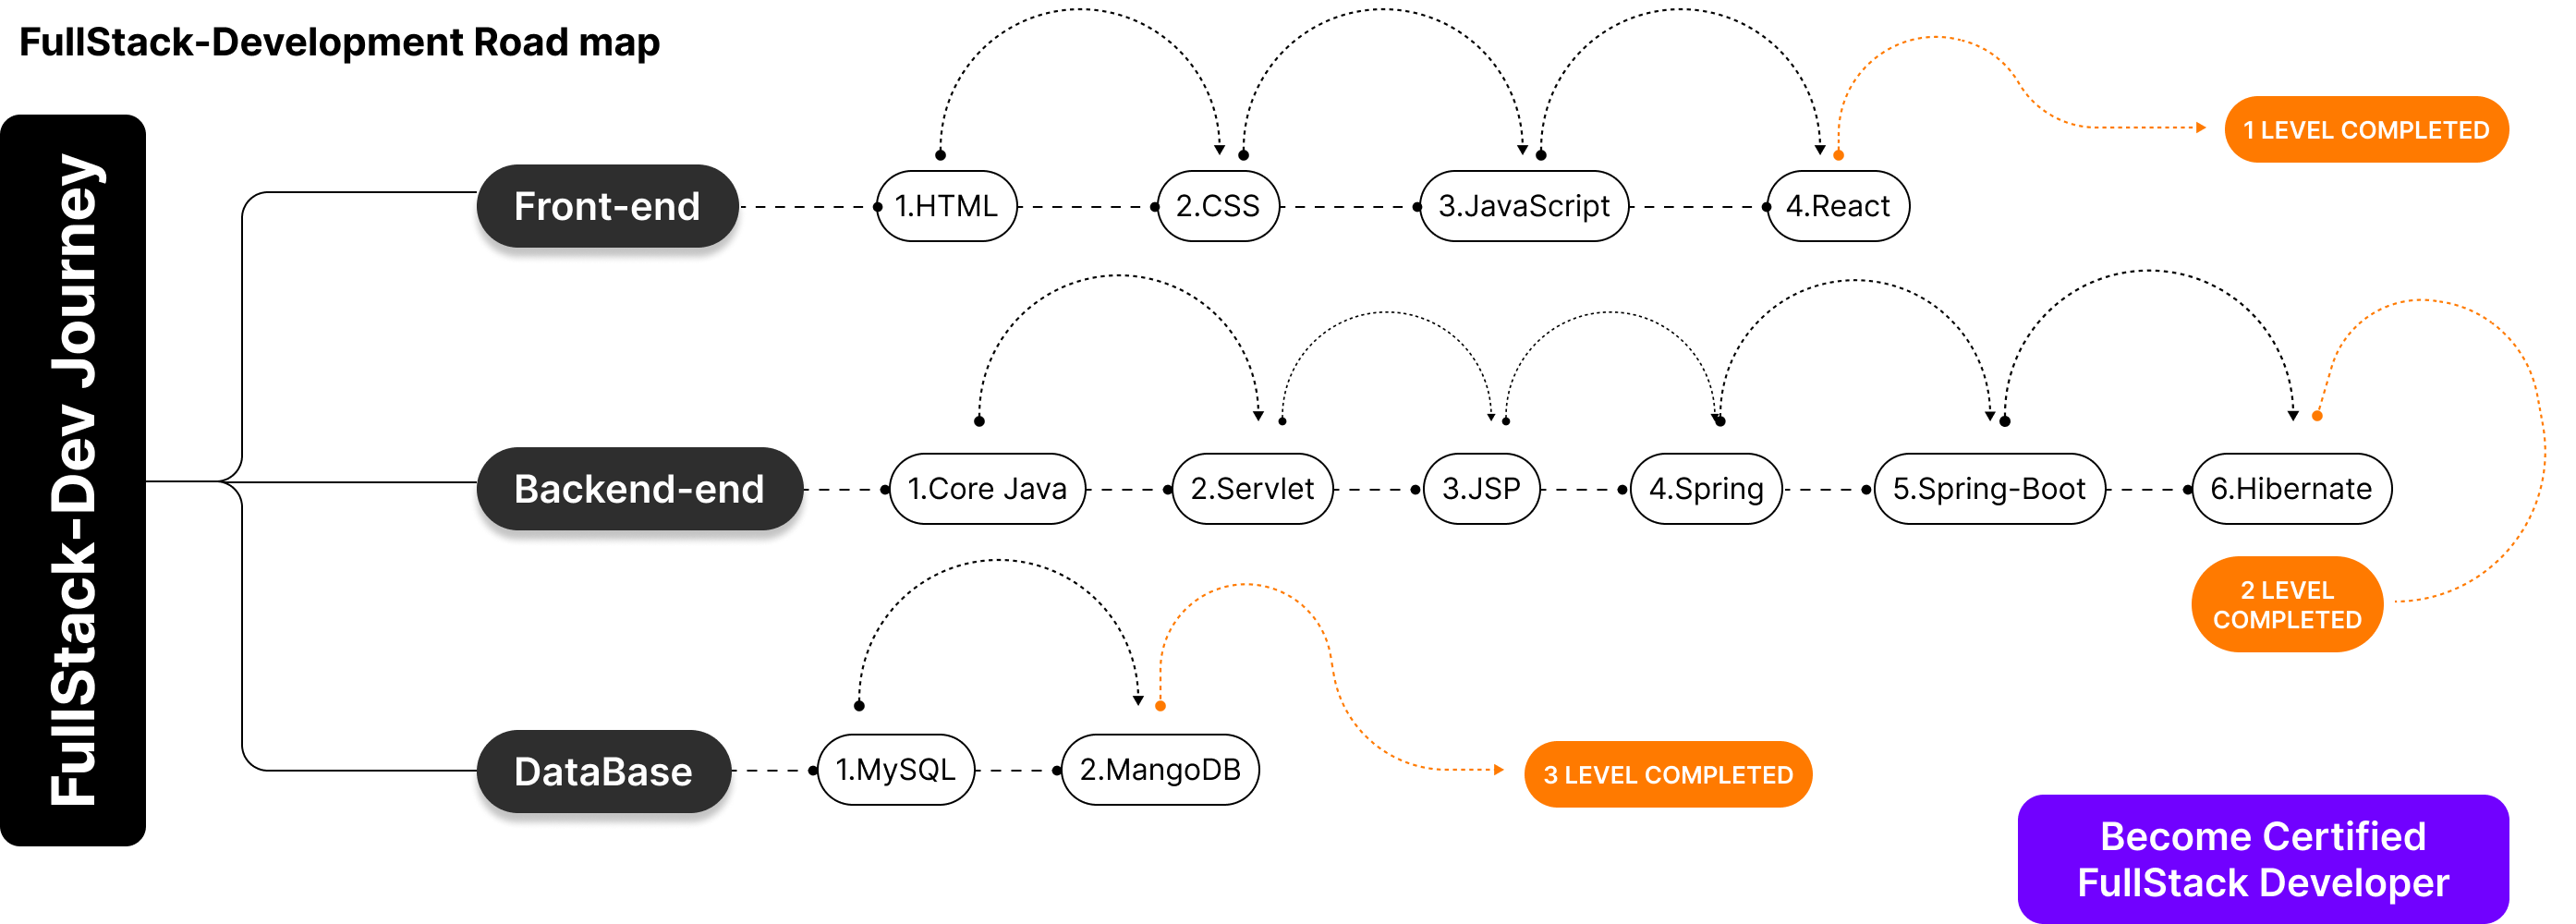 FullStack-Development Road map
FullStack-Dev Journey
Front-end
1.HTML
2.CSS
3.JavaScript
4.React
1 LEVEL COMPLETED
Backend-end
1.Core Java
2.Servlet
3.JSP
4.Spring
5.Spring-Boot
6.Hibernate
2 LEVEL
COMPLETED
DataBase
1.MySQL
2.MangoDB
3 LEVEL COMPLETED
Become Certified
FullStack Developer